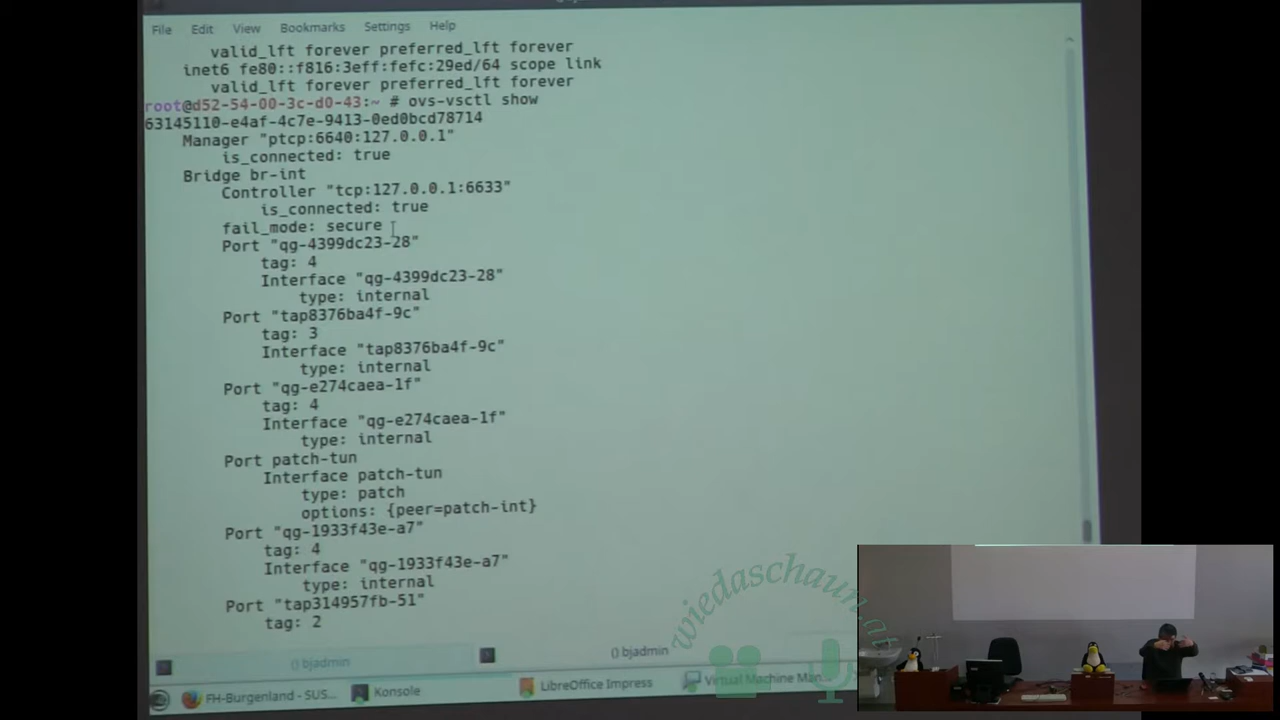 File Edit View Bookmarks Settings Help
valid_lft forever preferred_lft forever
inet6 fe80::f816:3eff:fefc:29ed/64 scope link
valid_lft forever preferred_lft forever
root@d52-54-00-3c-d0-43:~ # ovs-vsctl show
63145110-e4af-4c7e-9413-0ed0bcd78714
Manager "ptcp:6640:127.0.0.1"
is_connected: true
Bridge br-int
Controller "tcp:127.0.0.1:6633"
is_connected: true
fail_mode: secure
Port "qg-4399dc23-28"
tag: 4
Interface "qg-4399dc23-28"
type: internal
Port "tap8376ba4f-9c"
tag: 3
Interface "tap8376ba4f-9c"
type: internal
Port "qg-e274caea-1f"
tag: 4
Interface "qg-e274caea-1f"
type: internal
Port patch-tun
Interface patch-tun
type: patch
options: {peer=patch-int}
Port "qg-1933f43e-a7"
tag: 4
Interface "qg-1933f43e-a7"
type: internal
Port "tap314957fb-51"
tag: 2
wiedaschaun.at
() bjadmin () bjadmin
FH-Burgenland - SUS... Konsole LibreOffice Impress Virtual Machine Man...